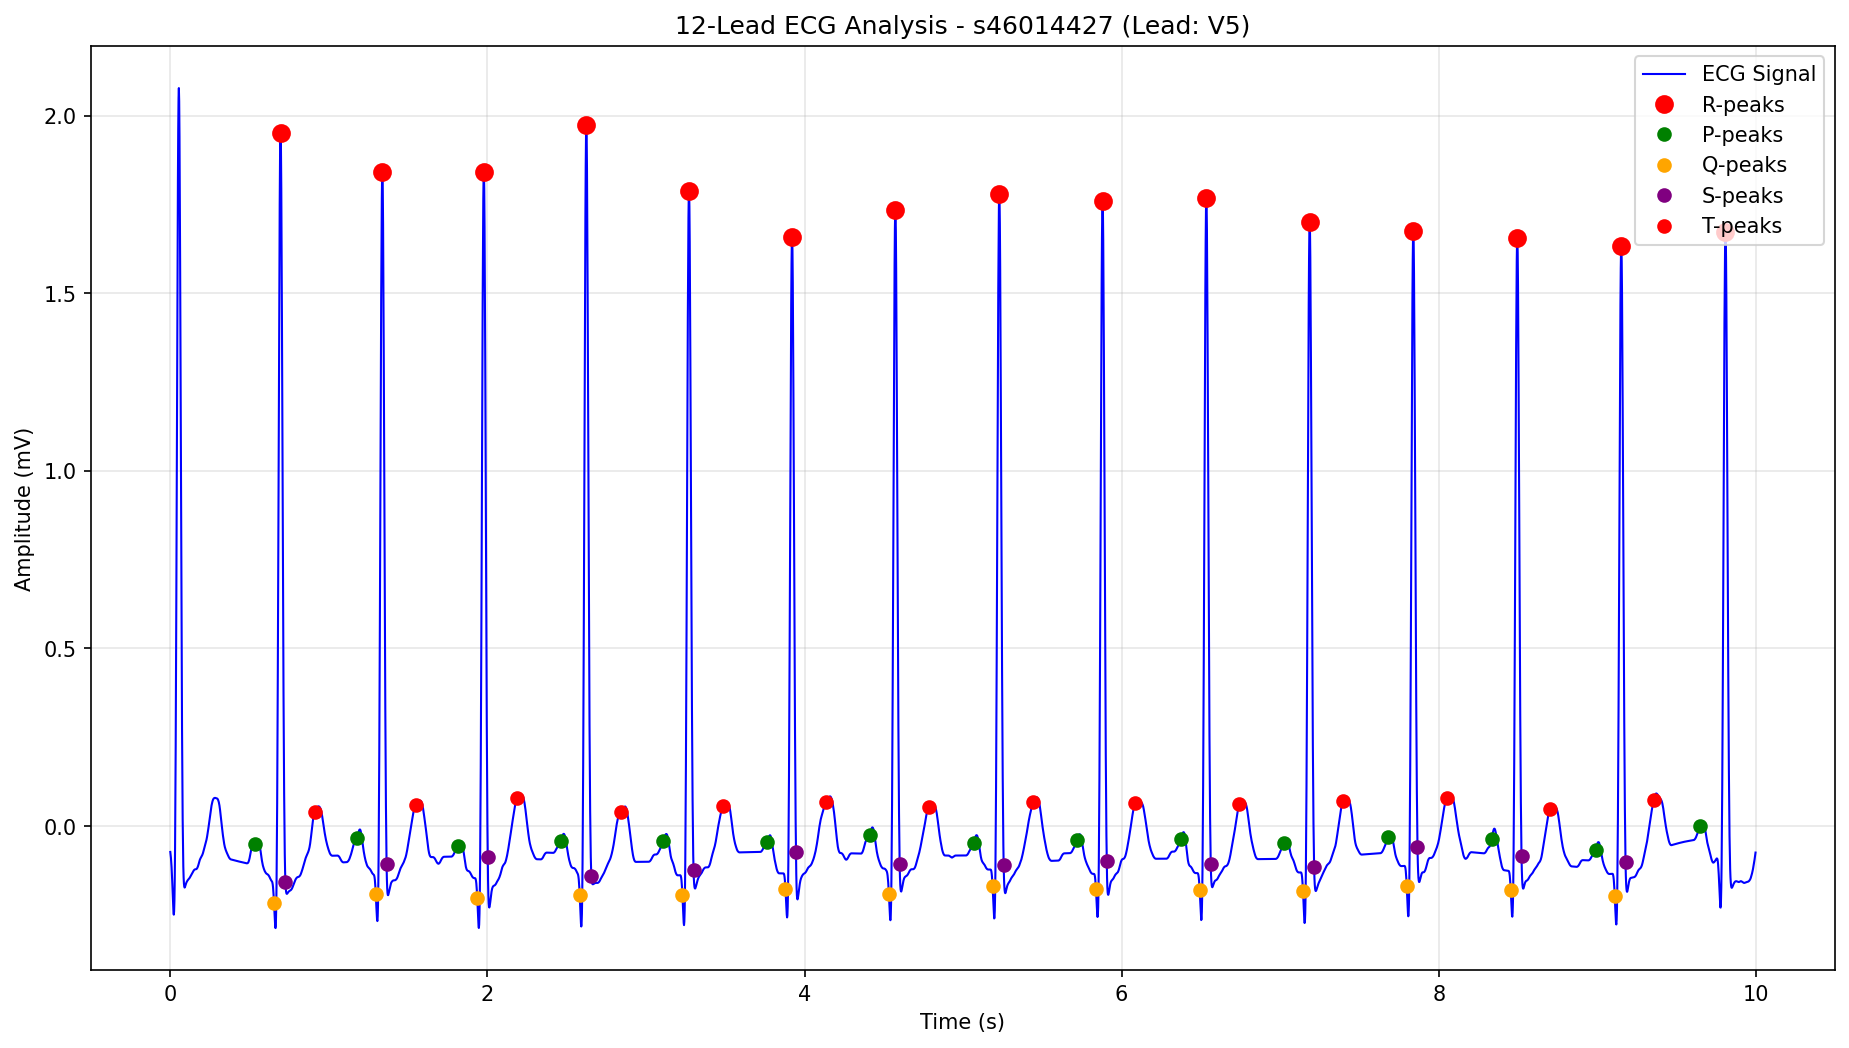 12-Lead ECG Analysis - s46014427 (Lead: V5)
ECG Signal
R-peaks
P-peaks
Q-peaks
S-peaks
T-peaks
Amplitude (mV)
2.0
1.5
1.0
0.5
0.0
0 2 4 6 8 10
Time (s)